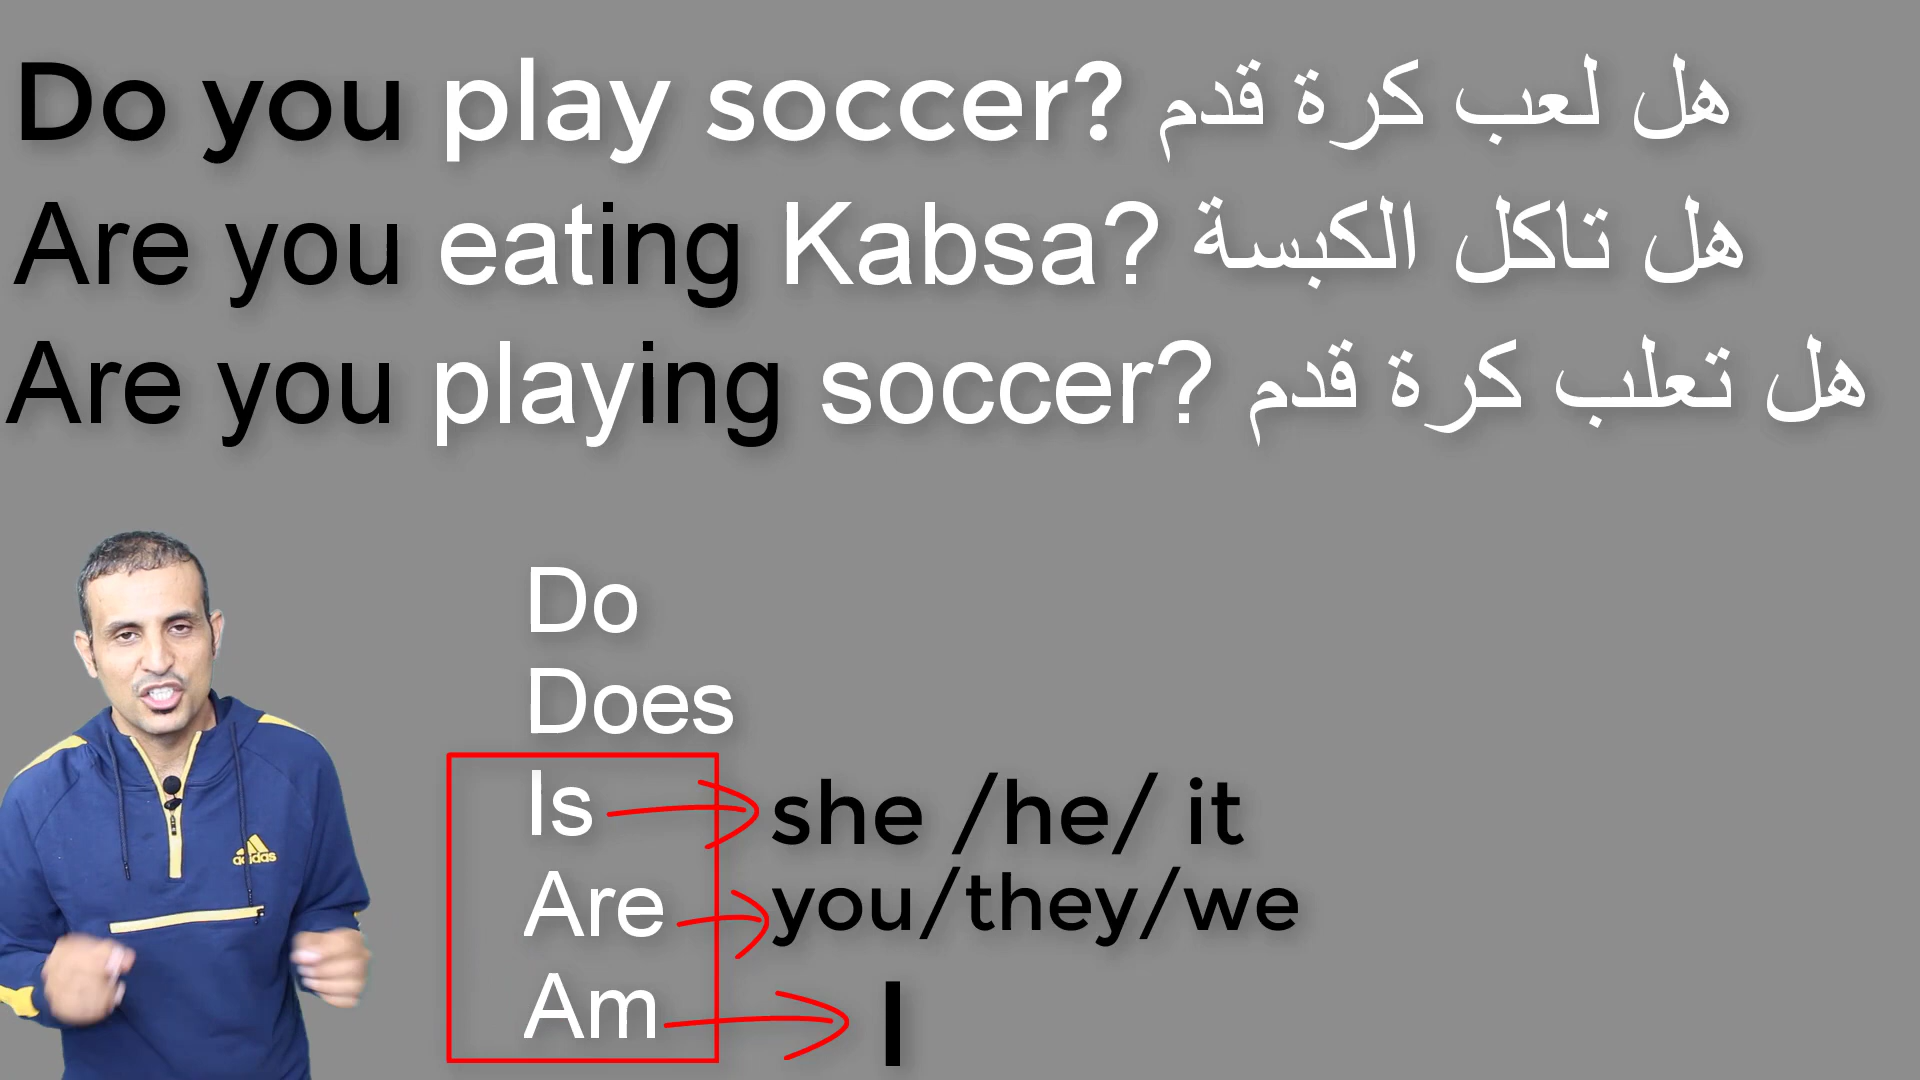 Do you play soccer? هل لعب كرة قدم
Are you eating Kabsa? هل تاكل الكبسة
Are you playing soccer? هل تعلب كرة قدم
Do
Does
Is she /he/ it
Are you/they/we
Am I
adidas